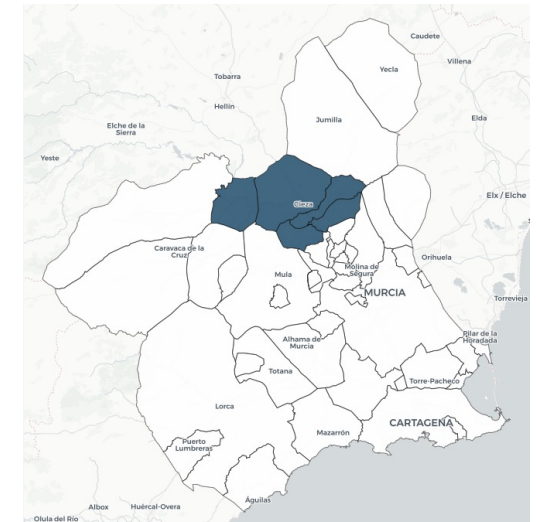 Caudete
Villena
Yecla
Tobarra
Hellín
Jumilla
Elda
Elche de la
Sierra
Yeste
Elx / Elche
Cieza
Caravaca de la
Cruz
Orihuela
Mula
Molina de
Segura
MURCIA
Torrevieja
Pilar de la
Horadada
Alhama de
Murcia
Totana
Torre-Pacheco
Lorca
CARTAGENA
Mazarrón
Puerto
Lumbreras
Águilas
Albox
Huércal-Overa
Olula del Río